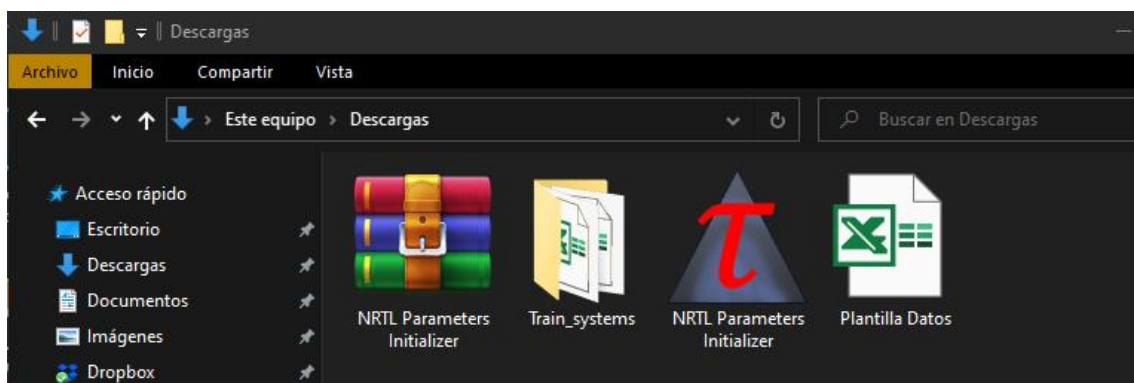 Descargas
Archivo Inicio Compartir Vista
Este equipo Descargas Buscar en Descargas
Acceso rápido
Escritorio
Descargas
Documentos
Imágenes
Dropbox
NRTL Parameters
Initializer
Train_systems
NRTL Parameters
Initializer
Plantilla Datos
τ